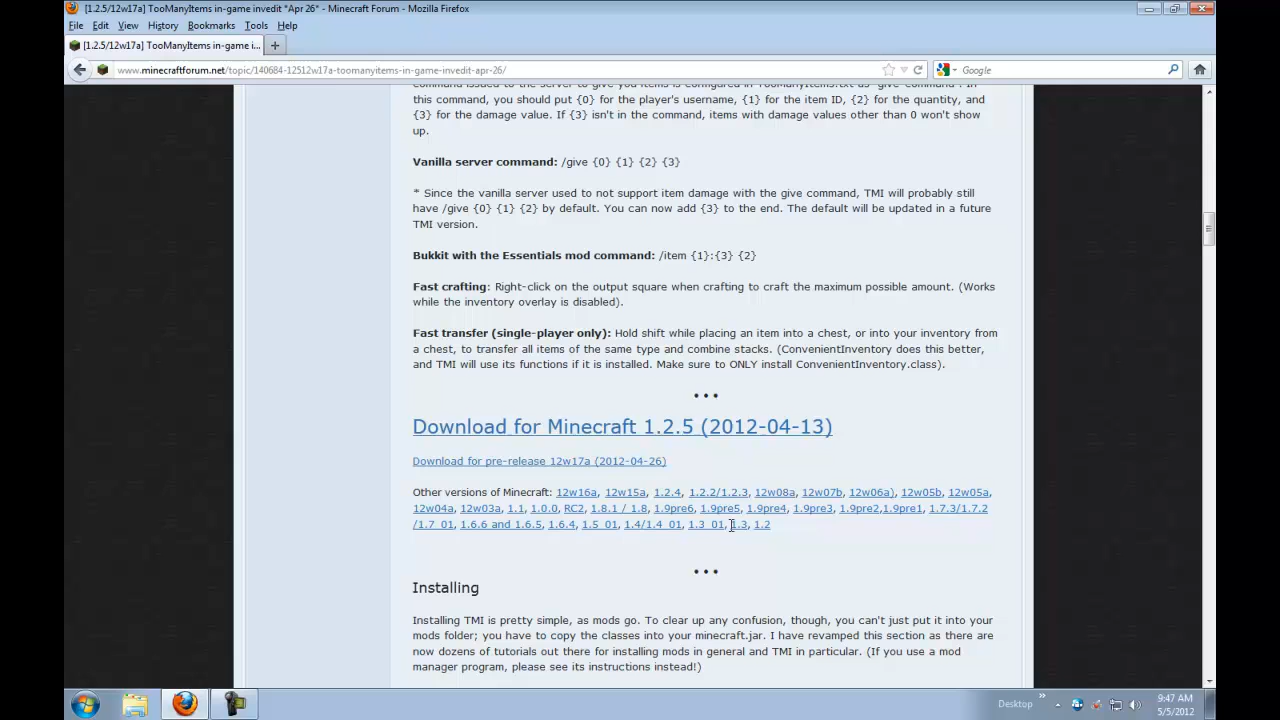 [1.2.5/12w17a] TooManyItems in-game invedit *Apr 26* - Minecraft Forum - Mozilla Firefox
File Edit View History Bookmarks Tools Help
[1.2.5/12w17a] TooManyItems in-game i...
www.minecraftforum.net/topic/140684-12512w17a-toomanyitems-in-game-invedit-apr-26/
Google
command issued to the server to give you items is configured in TooManyItems.txt as "give-command". In
this command, you should put {0} for the player's username, {1} for the item ID, {2} for the quantity, and
{3} for the damage value. If {3} isn't in the command, items with damage values other than 0 won't show
up.
Vanilla server command: /give {0} {1} {2} {3}
* Since the vanilla server used to not support item damage with the give command, TMI will probably still
have /give {0} {1} {2} by default. You can now add {3} to the end. The default will be updated in a future
TMI version.
Bukkit with the Essentials mod command: /item {1}:{3} {2}
Fast crafting: Right-click on the output square when crafting to craft the maximum possible amount. (Works
while the inventory overlay is disabled).
Fast transfer (single-player only): Hold shift while placing an item into a chest, or into your inventory from
a chest, to transfer all items of the same type and combine stacks. (ConvenientInventory does this better,
and TMI will use its functions if it is installed. Make sure to ONLY install ConvenientInventory.class).
• • •
Download for Minecraft 1.2.5 (2012-04-13)
Download for pre-release 12w17a (2012-04-26)
Other versions of Minecraft: 12w16a, 12w15a, 1.2.4, 1.2.2/1.2.3, 12w08a, 12w07b, 12w06a), 12w05b, 12w05a,
12w04a, 12w03a, 1.1, 1.0.0, RC2, 1.8.1 / 1.8, 1.9pre6, 1.9pre5, 1.9pre4, 1.9pre3, 1.9pre2,1.9pre1, 1.7.3/1.7.2
/1.7_01, 1.6.6 and 1.6.5, 1.6.4, 1.5_01, 1.4/1.4_01, 1.3_01, 1.3, 1.2
• • •
Installing
Installing TMI is pretty simple, as mods go. To clear up any confusion, though, you can't just put it into your
mods folder; you have to copy the classes into your minecraft.jar. I have revamped this section as there are
now dozens of tutorials out there for installing mods in general and TMI in particular. (If you use a mod
manager program, please see its instructions instead!)
Desktop
9:47 AM
5/5/2012